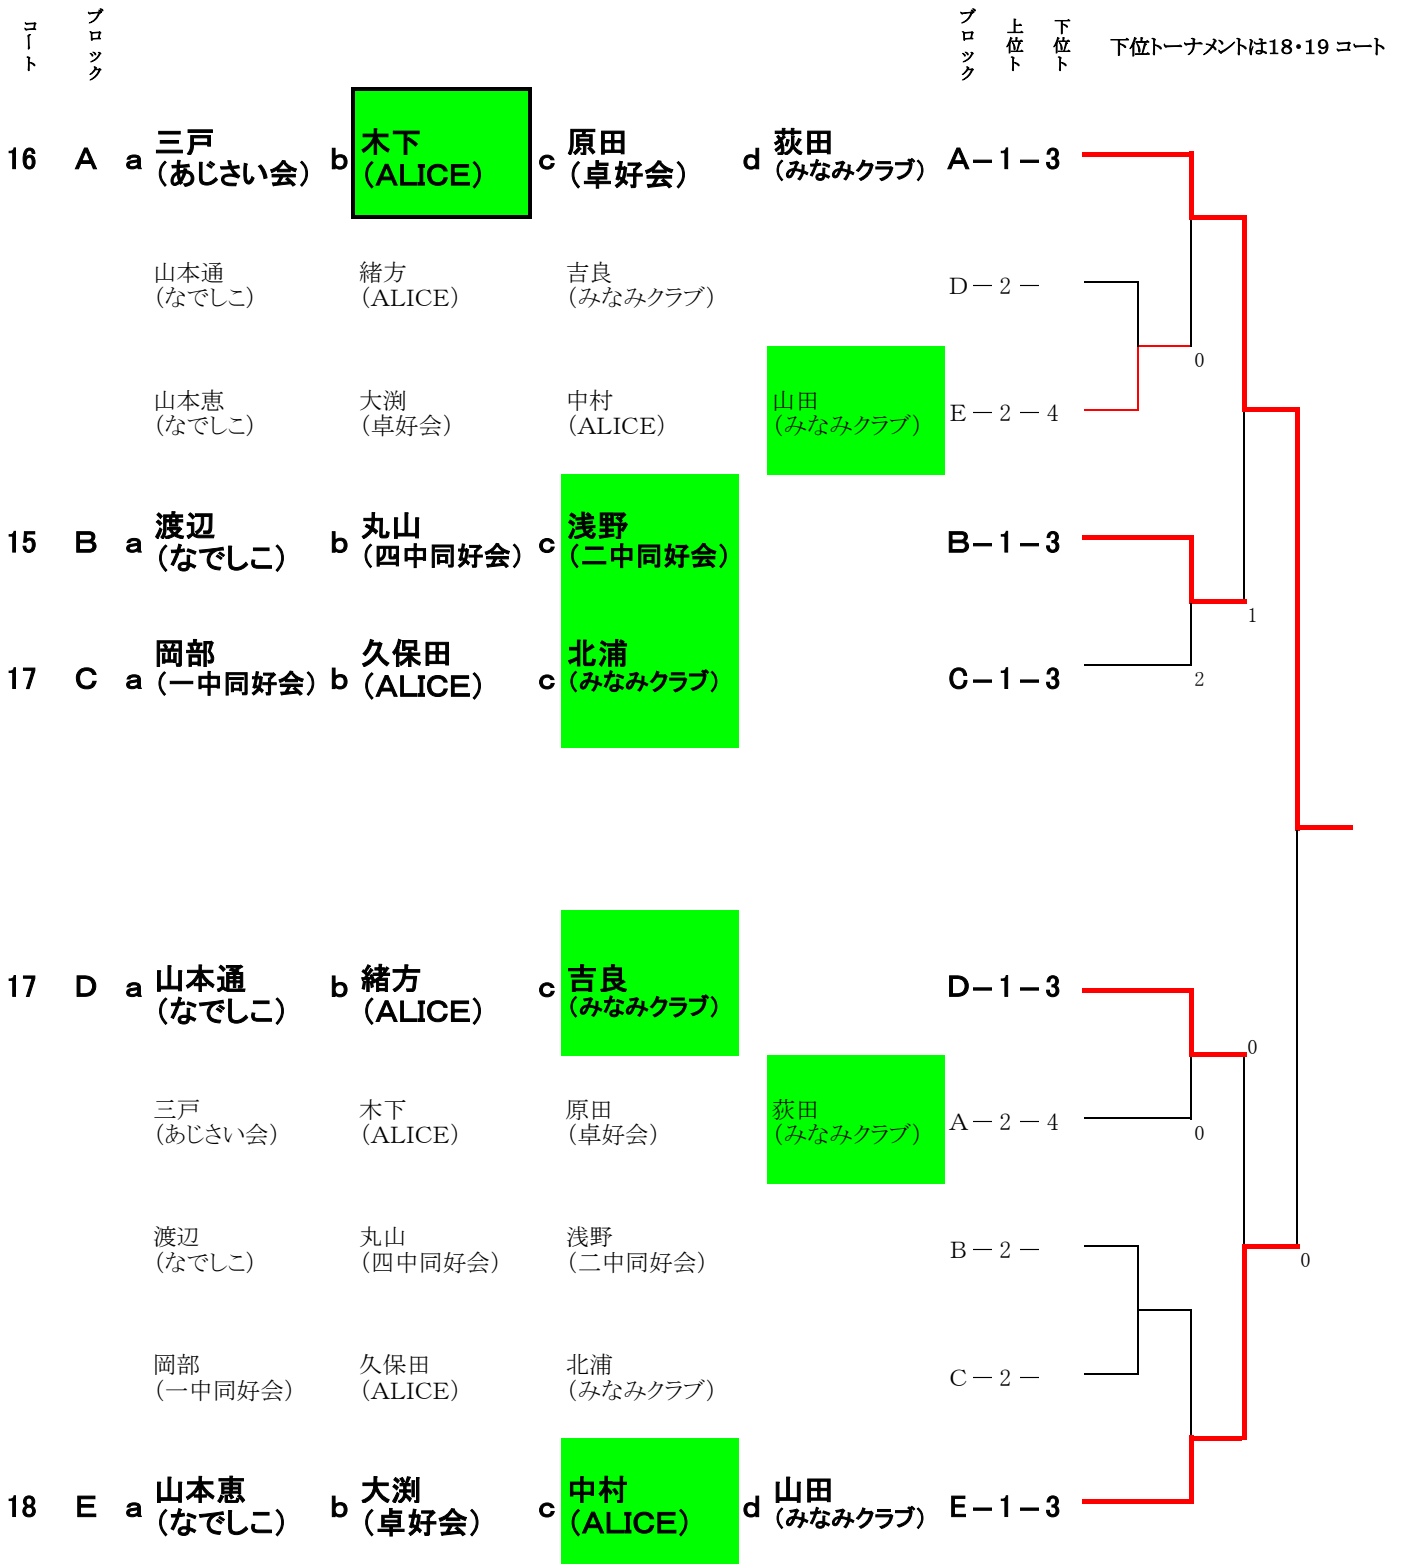 コート ブロック ブロック 上位ト 下位ト 下位トーナメントは18・19 コート
16 A a 三戸 b 木下 c 原田 d 荻田 A－1－3
（あじさい会） （ALICE） （卓好会） （みなみクラブ）
山本通 緒方 吉良 D－2－
（なでしこ） （ALICE） （みなみクラブ）
0
山本恵 大渕 中村 山田 E－2－4
（なでしこ） （卓好会） （ALICE） （みなみクラブ）
15 B a 渡辺 b 丸山 c 浅野 B－1－3
（なでしこ） （四中同好会） （二中同好会）
1
17 C a 岡部 b 久保田 c 北浦 C－1－3
（一中同好会） （ALICE） （みなみクラブ）
2
17 D a 山本通 b 緒方 c 吉良 D－1－3
（なでしこ） （ALICE） （みなみクラブ）
0
三戸 木下 原田 荻田 A－2－4
（あじさい会） （ALICE） （卓好会） （みなみクラブ）
0
渡辺 丸山 浅野 B－2－
（なでしこ） （四中同好会） （二中同好会）
0
岡部 久保田 北浦 C－2－
（一中同好会） （ALICE） （みなみクラブ）
18 E a 山本恵 b 大渕 c 中村 d 山田 E－1－3
（なでしこ） （卓好会） （ALICE） （みなみクラブ）